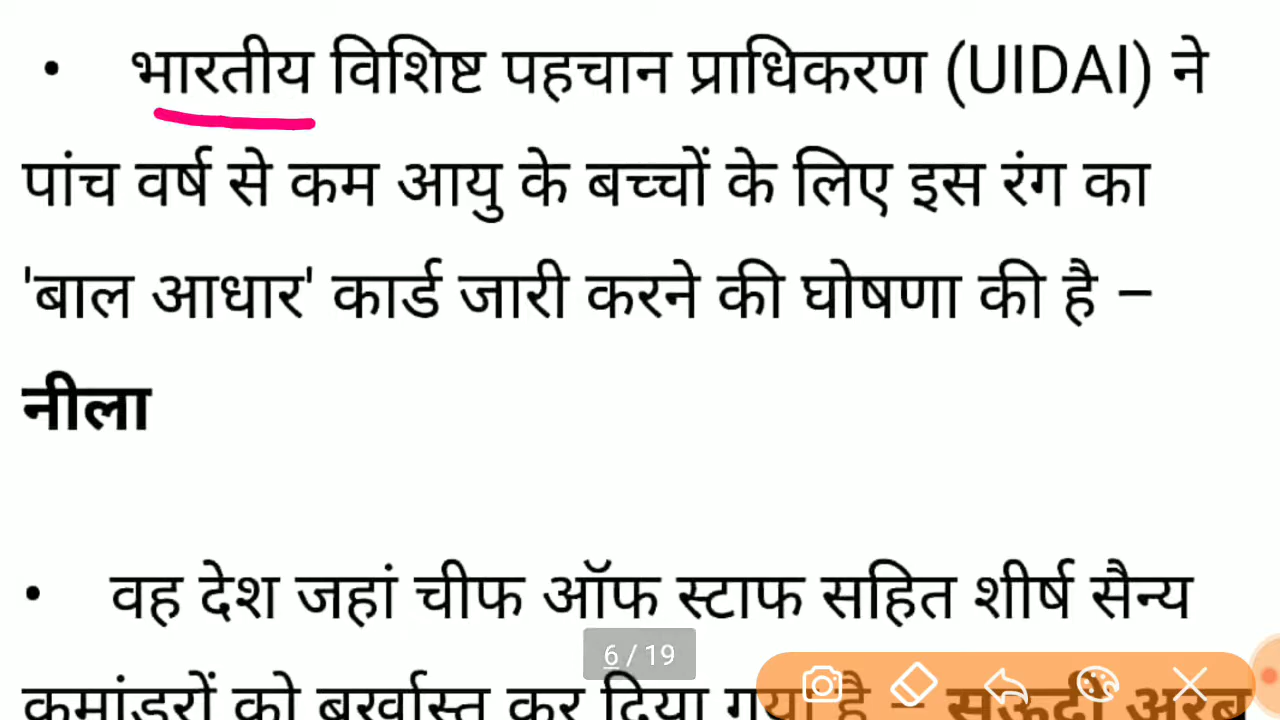 • भारतीय विशिष्ट पहचान प्राधिकरण (UIDAI) ने
पांच वर्ष से कम आयु के बच्चों के लिए इस रंग का
'बाल आधार' कार्ड जारी करने की घोषणा की है –
नीला
• वह देश जहां चीफ ऑफ स्टाफ सहित शीर्ष सैन्य
6 / 19
कमांडरों को बर्खास्त कर दिया गया है – सऊदी अरब